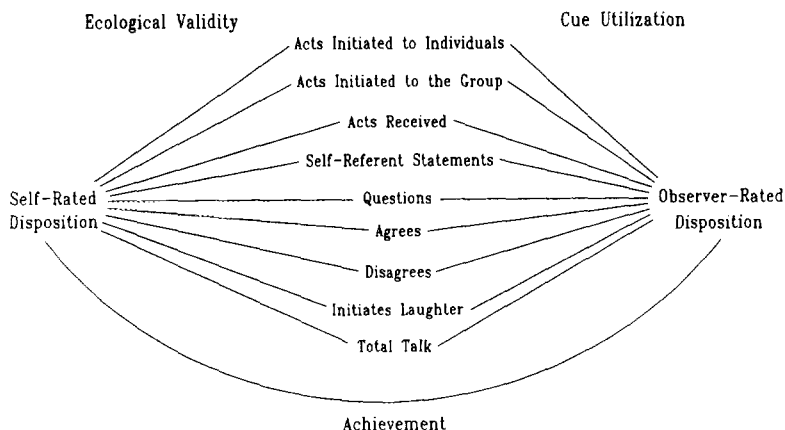 Ecological Validity
Cue Utilization
Acts Initiated to Individuals
Acts Initiated to the Group
Acts Received
Self-Referent Statements
Self-Rated
Disposition
Questions
Observer-Rated
Disposition
Agrees
Disagrees
Initiates Laughter
Total Talk
Achievement